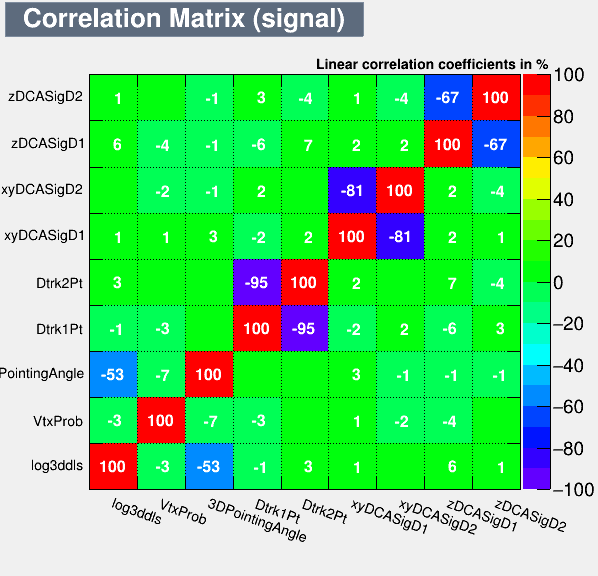 Correlation Matrix (signal)
Linear correlation coefficients in %
zDCASigD2 1 -1 3 -4 1 -4 -67 100
zDCASigD1 6 -4 -1 -6 7 2 2 100 -67
xyDCASigD2 -2 -1 2 -81 100 2 -4
xyDCASigD1 1 1 3 -2 2 100 -81 2 1
Dtrk2Pt 3 -95 100 2 7 -4
Dtrk1Pt -1 -3 100 -95 -2 2 -6 3
PointingAngle -53 -7 100 3 -1 -1 -1
VtxProb -3 100 -7 -3 1 -2 -4
log3ddls 100 -3 -53 -1 3 1 6 1
log3ddls VtxProb 3DPointingAngle Dtrk1Pt Dtrk2Pt xyDCASigD1 xyDCASigD2 zDCASigD1 zDCASigD2
100
80
60
40
20
0
−20
−40
−60
−80
−100